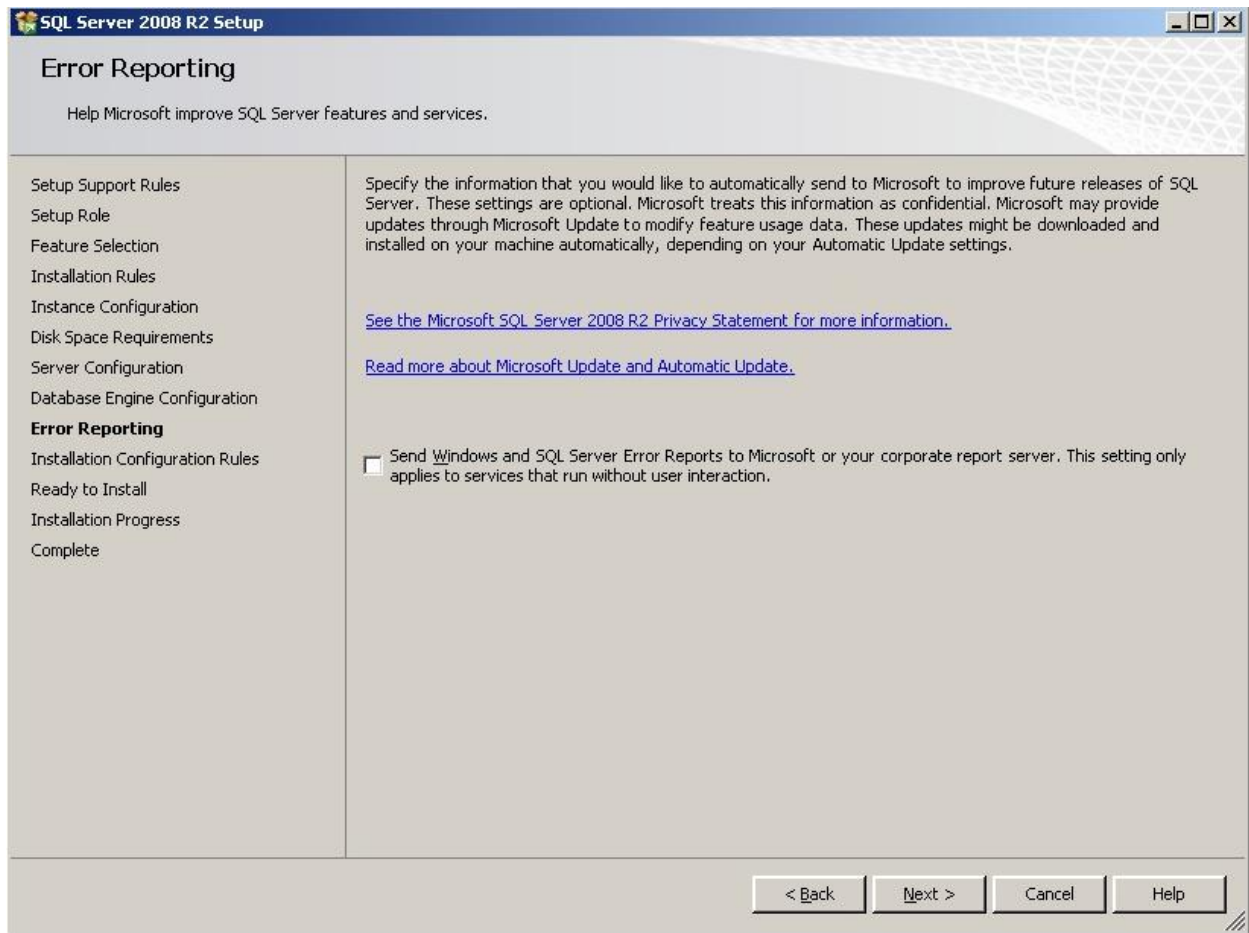 SQL Server 2008 R2 Setup
Error Reporting
Help Microsoft improve SQL Server features and services.
Setup Support Rules
Setup Role
Feature Selection
Installation Rules
Instance Configuration
Disk Space Requirements
Server Configuration
Database Engine Configuration
Error Reporting
Installation Configuration Rules
Ready to Install
Installation Progress
Complete
Specify the information that you would like to automatically send to Microsoft to improve future releases of SQL
Server. These settings are optional. Microsoft treats this information as confidential. Microsoft may provide
updates through Microsoft Update to modify feature usage data. These updates might be downloaded and
installed on your machine automatically, depending on your Automatic Update settings.
See the Microsoft SQL Server 2008 R2 Privacy Statement for more information.
Read more about Microsoft Update and Automatic Update.
Send Windows and SQL Server Error Reports to Microsoft or your corporate report server. This setting only
applies to services that run without user interaction.
< Back Next > Cancel Help